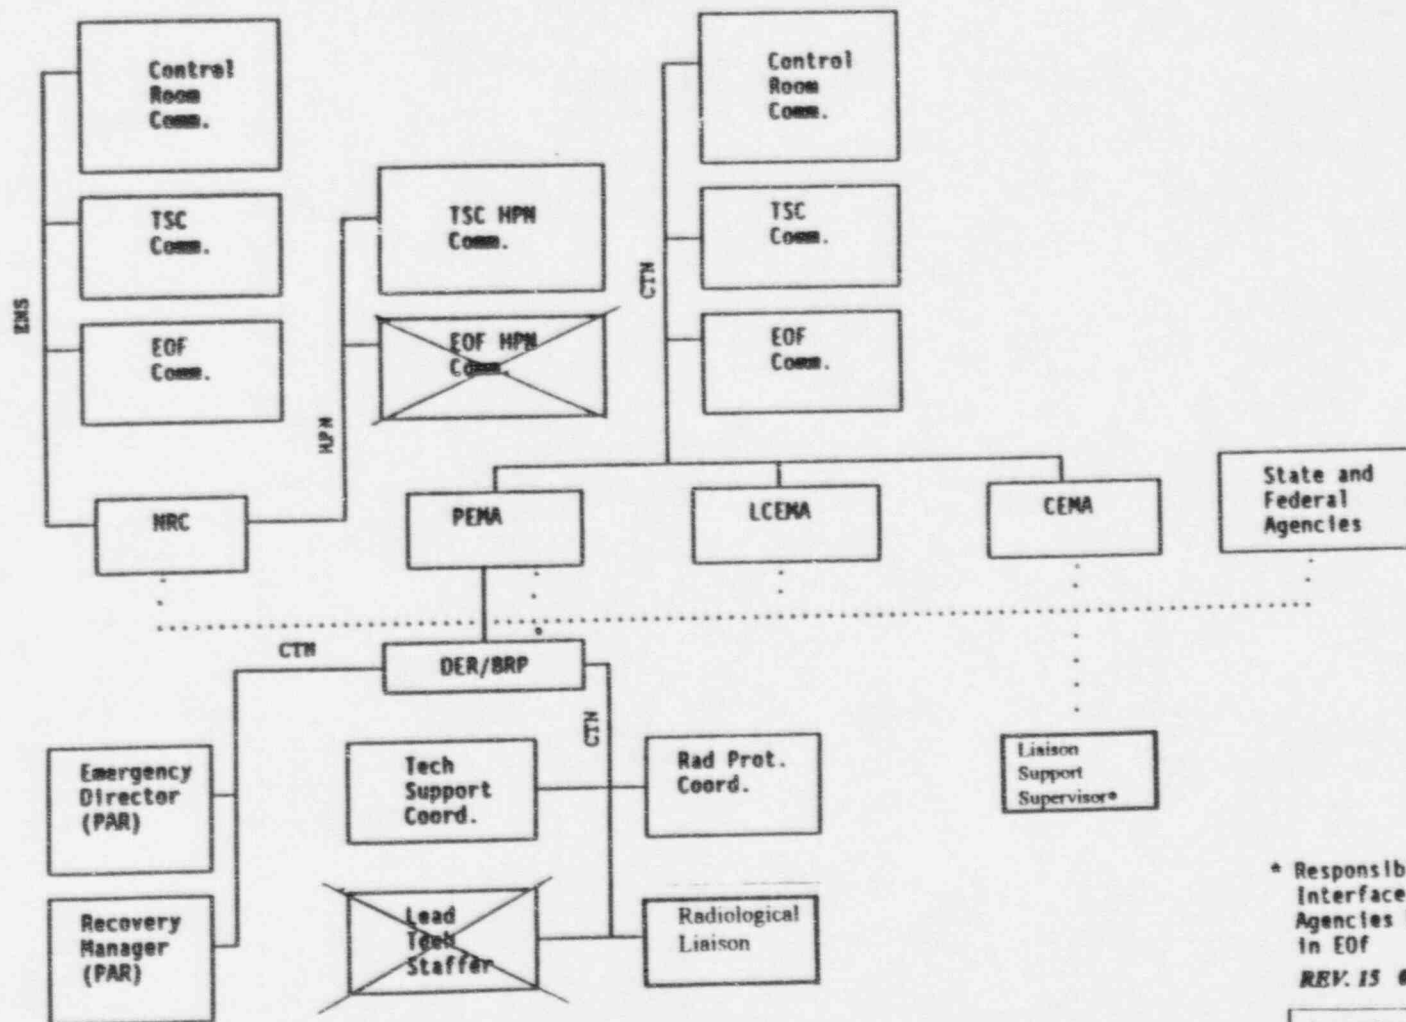 Control
Room
Comm.
TSC
Comm.
EOF
Comm.
ENS
NRC
TSC HPN
Comm.
EOF HPN
Comm.
HPN
Control
Room
Comm.
TSC
Comm.
EOF
Comm.
CTN
PEMA
LCEMA
CEMA
State and
Federal
Agencies
CTN
DER/BRP
CTN
Emergency
Director
(PAR)
Recovery
Manager
(PAR)
Tech
Support
Coord.
Rad Prot.
Coord.
Lead
Tech
Staffer
Radiological
Liaison
Liaison
Support
Supervisor*
* Responsib
Interface
Agencies
in EOf
REV. 15